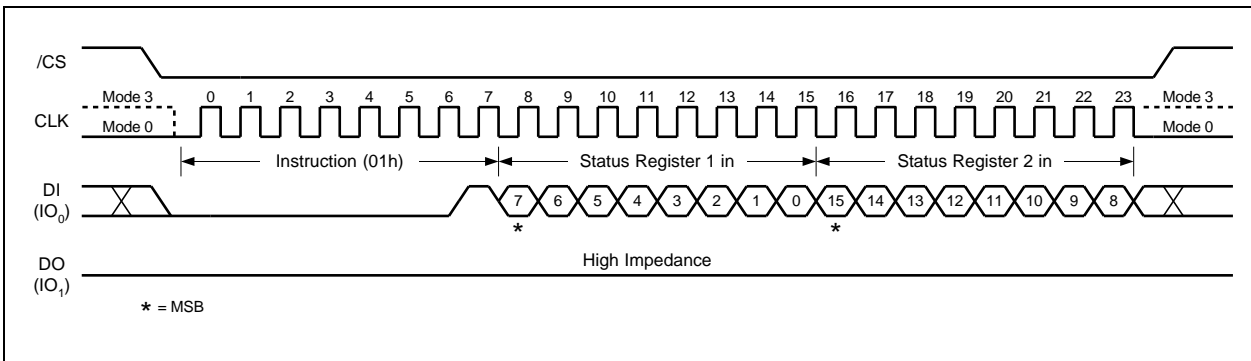 /CS
Mode 3 0 1 2 3 4 5 6 7 8 9 10 11 12 13 14 15 16 17 18 19 20 21 22 23 Mode 3
CLK
Mode 0 Mode 0
Instruction (01h) Status Register 1 in Status Register 2 in
DI
(IO0) 7 6 5 4 3 2 1 0 15 14 13 12 11 10 9 8
* *
DO High Impedance
(IO1)
* = MSB